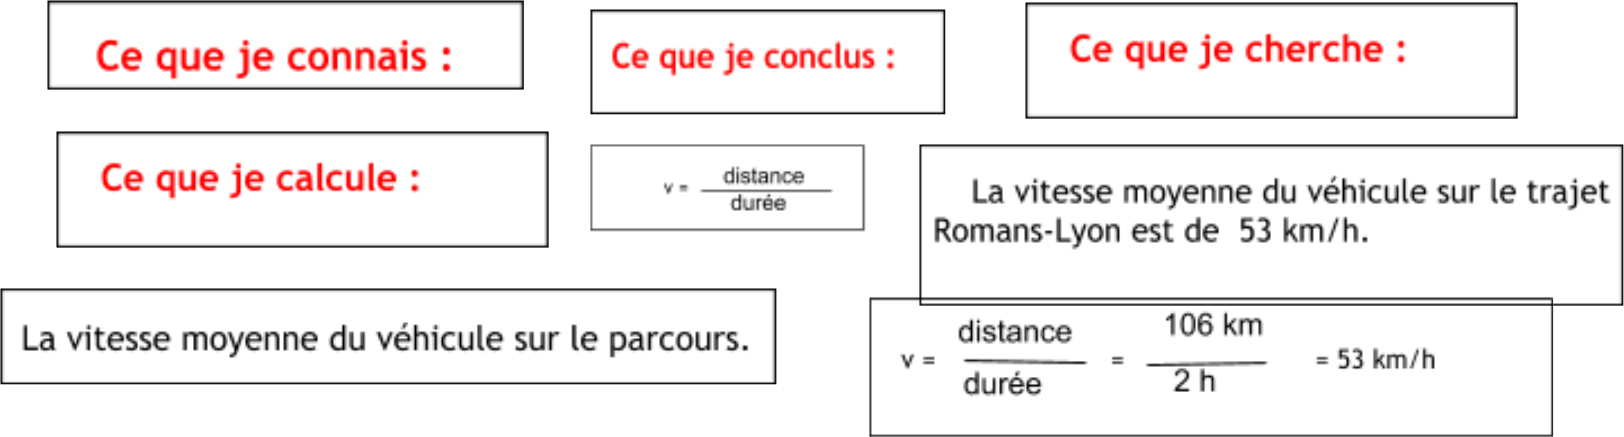 Ce que je connais :
Ce que je conclus :
Ce que je cherche :
Ce que je calcule :
v = distance
durée
La vitesse moyenne du véhicule sur le trajet
Romans-Lyon est de 53 km/h.
La vitesse moyenne du véhicule sur le parcours.
v = distance = 106 km = 53 km/h
durée 2 h